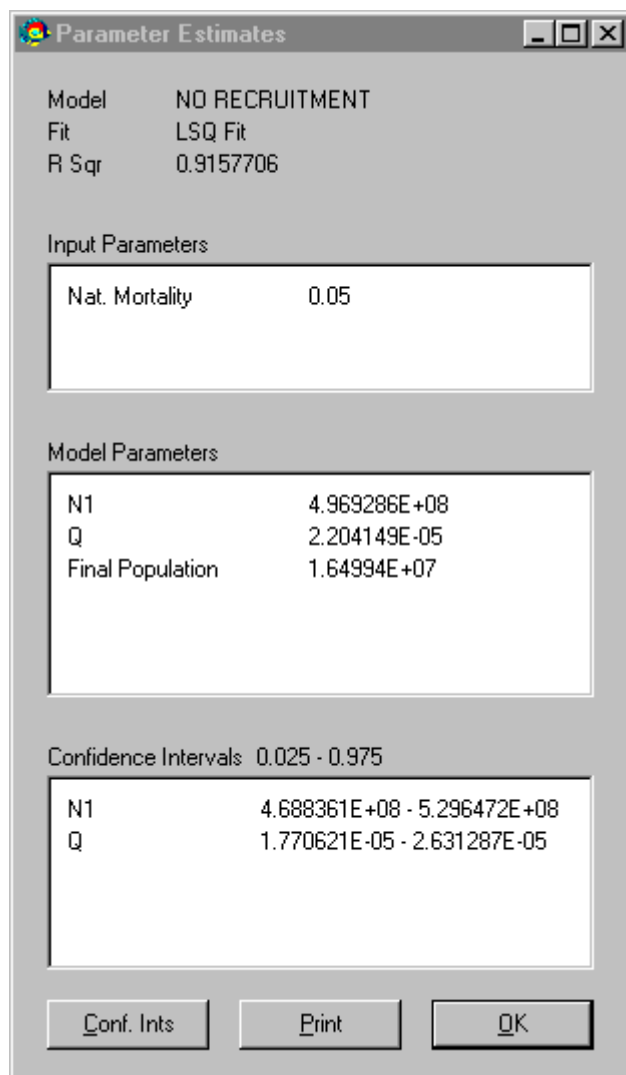 Parameter Estimates
Model NO RECRUITMENT
Fit LSQ Fit
R Sqr 0.9157706
Input Parameters
Nat. Mortality 0.05
Model Parameters
N1 4.969286E+08
Q 2.204149E-05
Final Population 1.64994E+07
Confidence Intervals 0.025 - 0.975
N1 4.688361E+08 - 5.296472E+08
Q 1.770621E-05 - 2.631287E-05
Conf. Ints Print OK